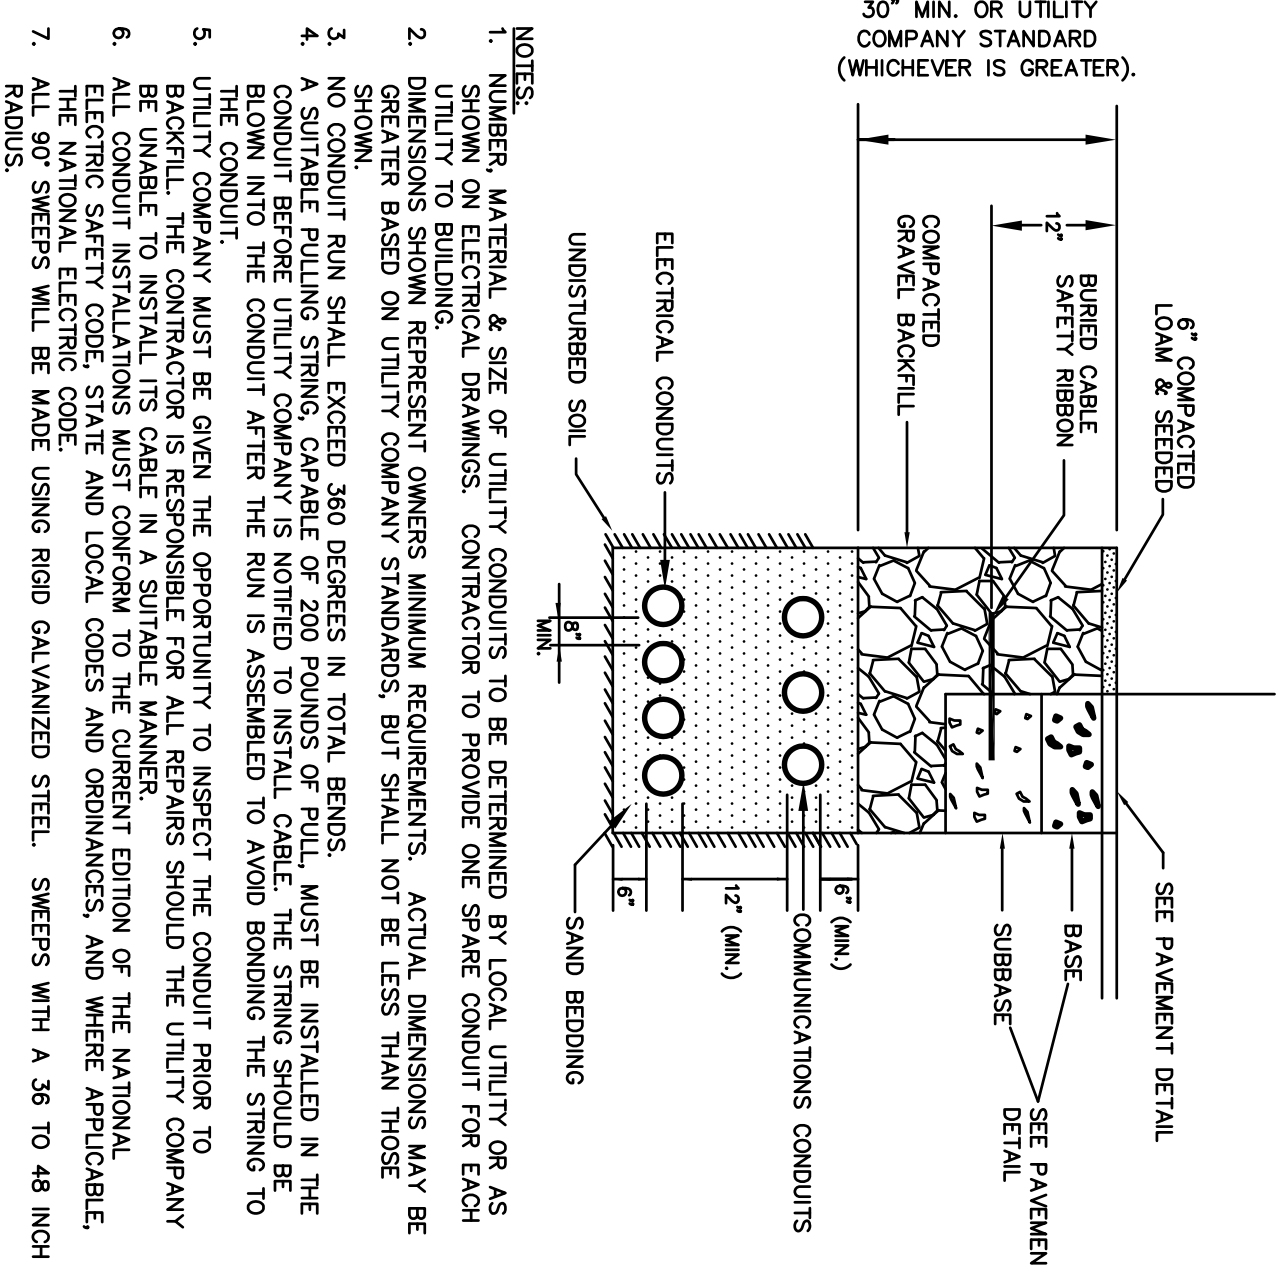 30" MIN. OR UTILITY
COMPANY STANDARD
(WHICHEVER IS GREATER).
6" COMPACTED
LOAM & SEEDED
BURIED CABLE
SAFETY RIBBON
12"
COMPACTED
GRAVEL BACKFILL
ELECTRICAL CONDUITS
UNDISTURBED SOIL
8"
MIN.
SEE PAVEMENT DETAIL
BASE
SUBBASE
SEE PAVEMEN
DETAIL
6" (MIN.)
COMMUNICATIONS CONDUITS
12" (MIN.)
6"
SAND BEDDING
NOTES:
1. NUMBER, MATERIAL & SIZE OF UTILITY CONDUITS TO BE DETERMINED BY LOCAL UTILITY OR AS
SHOWN ON ELECTRICAL DRAWINGS. CONTRACTOR TO PROVIDE ONE SPARE CONDUIT FOR EACH
UTILITY TO BUILDING.
2. DIMENSIONS SHOWN REPRESENT OWNERS MINIMUM REQUIREMENTS. ACTUAL DIMENSIONS MAY BE
GREATER BASED ON UTILITY COMPANY STANDARDS, BUT SHALL NOT BE LESS THAN THOSE
SHOWN.
3. NO CONDUIT RUN SHALL EXCEED 360 DEGREES IN TOTAL BENDS.
4. A SUITABLE PULLING STRING, CAPABLE OF 200 POUNDS OF PULL, MUST BE INSTALLED IN THE
CONDUIT BEFORE UTILITY COMPANY IS NOTIFIED TO INSTALL CABLE. THE STRING SHOULD BE
BLOWN INTO THE CONDUIT AFTER THE RUN IS ASSEMBLED TO AVOID BONDING THE STRING TO
THE CONDUIT.
5. UTILITY COMPANY MUST BE GIVEN THE OPPORTUNITY TO INSPECT THE CONDUIT PRIOR TO
BACKFILL. THE CONTRACTOR IS RESPONSIBLE FOR ALL REPAIRS SHOULD THE UTILITY COMPANY
BE UNABLE TO INSTALL ITS CABLE IN A SUITABLE MANNER.
6. ALL CONDUIT INSTALLATIONS MUST CONFORM TO THE CURRENT EDITION OF THE NATIONAL
ELECTRIC SAFETY CODE, STATE AND LOCAL CODES AND ORDINANCES, AND WHERE APPLICABLE,
THE NATIONAL ELECTRIC CODE.
7. ALL 90° SWEEPS WILL BE MADE USING RIGID GALVANIZED STEEL. SWEEPS WITH A 36 TO 48 INCH
RADIUS.